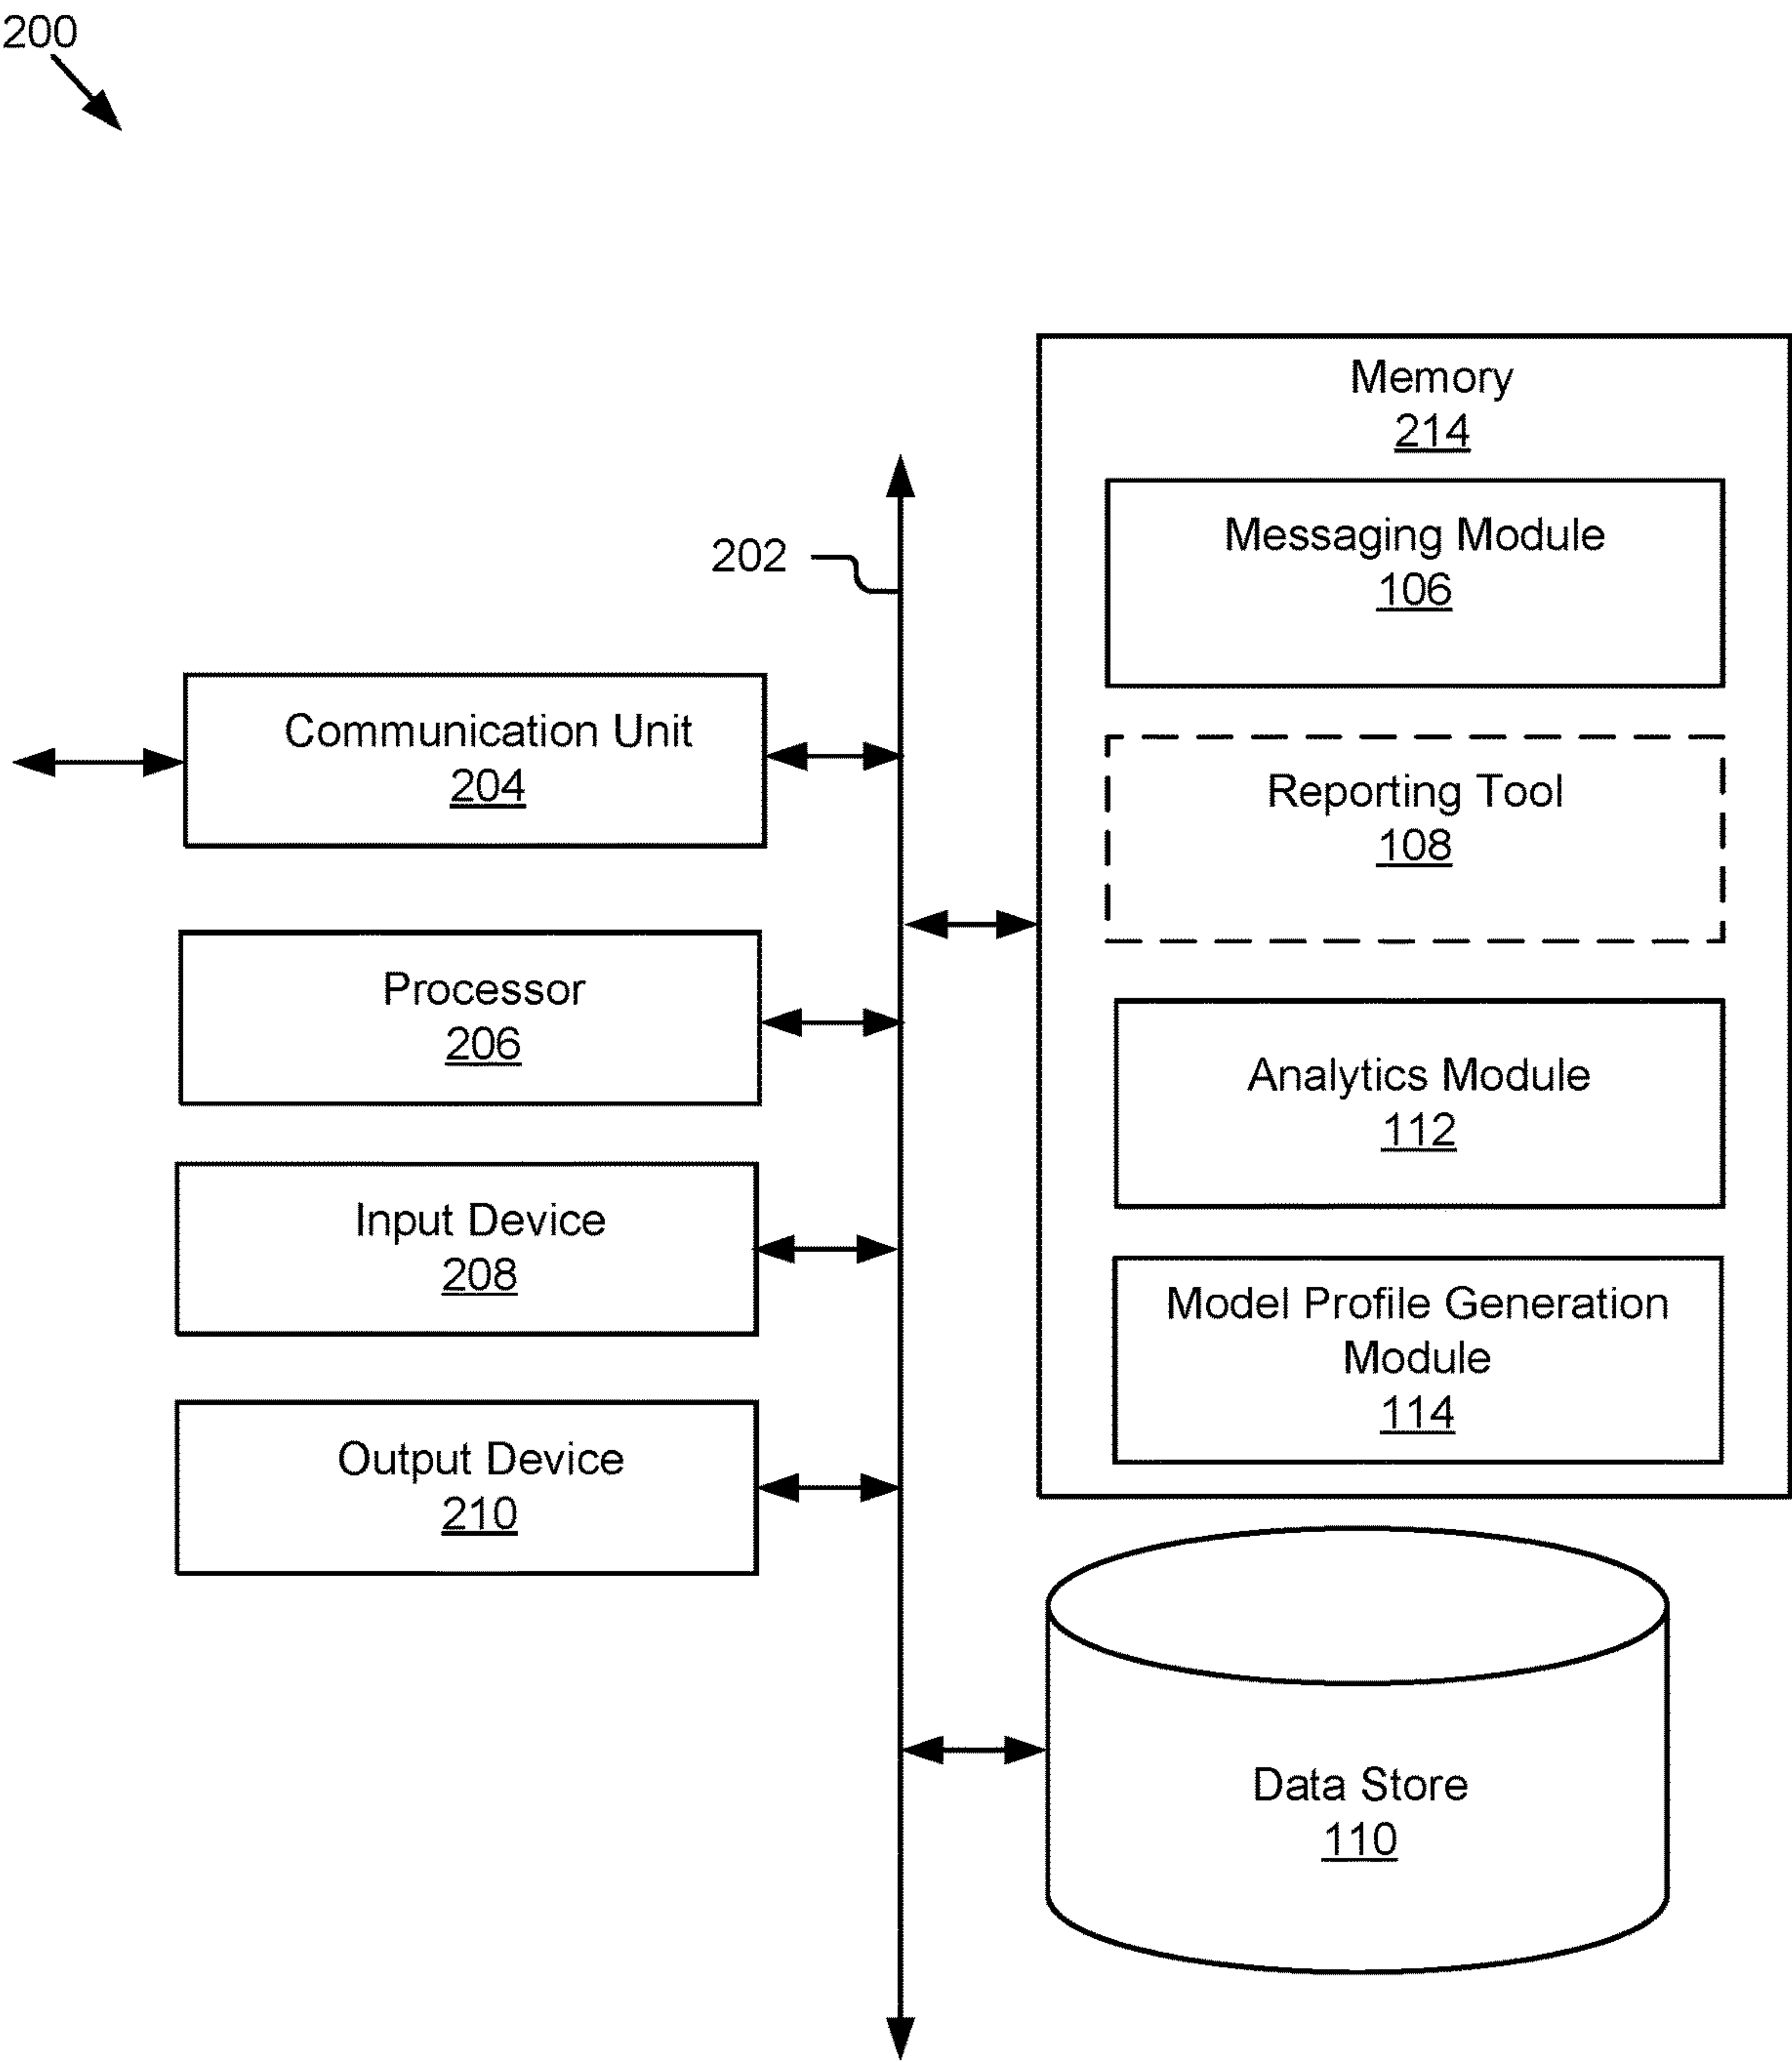 200
Memory
214
Messaging Module
106
202
Communication Unit
204
Reporting Tool
108
Processor
206
Analytics Module
112
Input Device
208
Model Profile Generation
Module
114
Output Device
210
Data Store
110